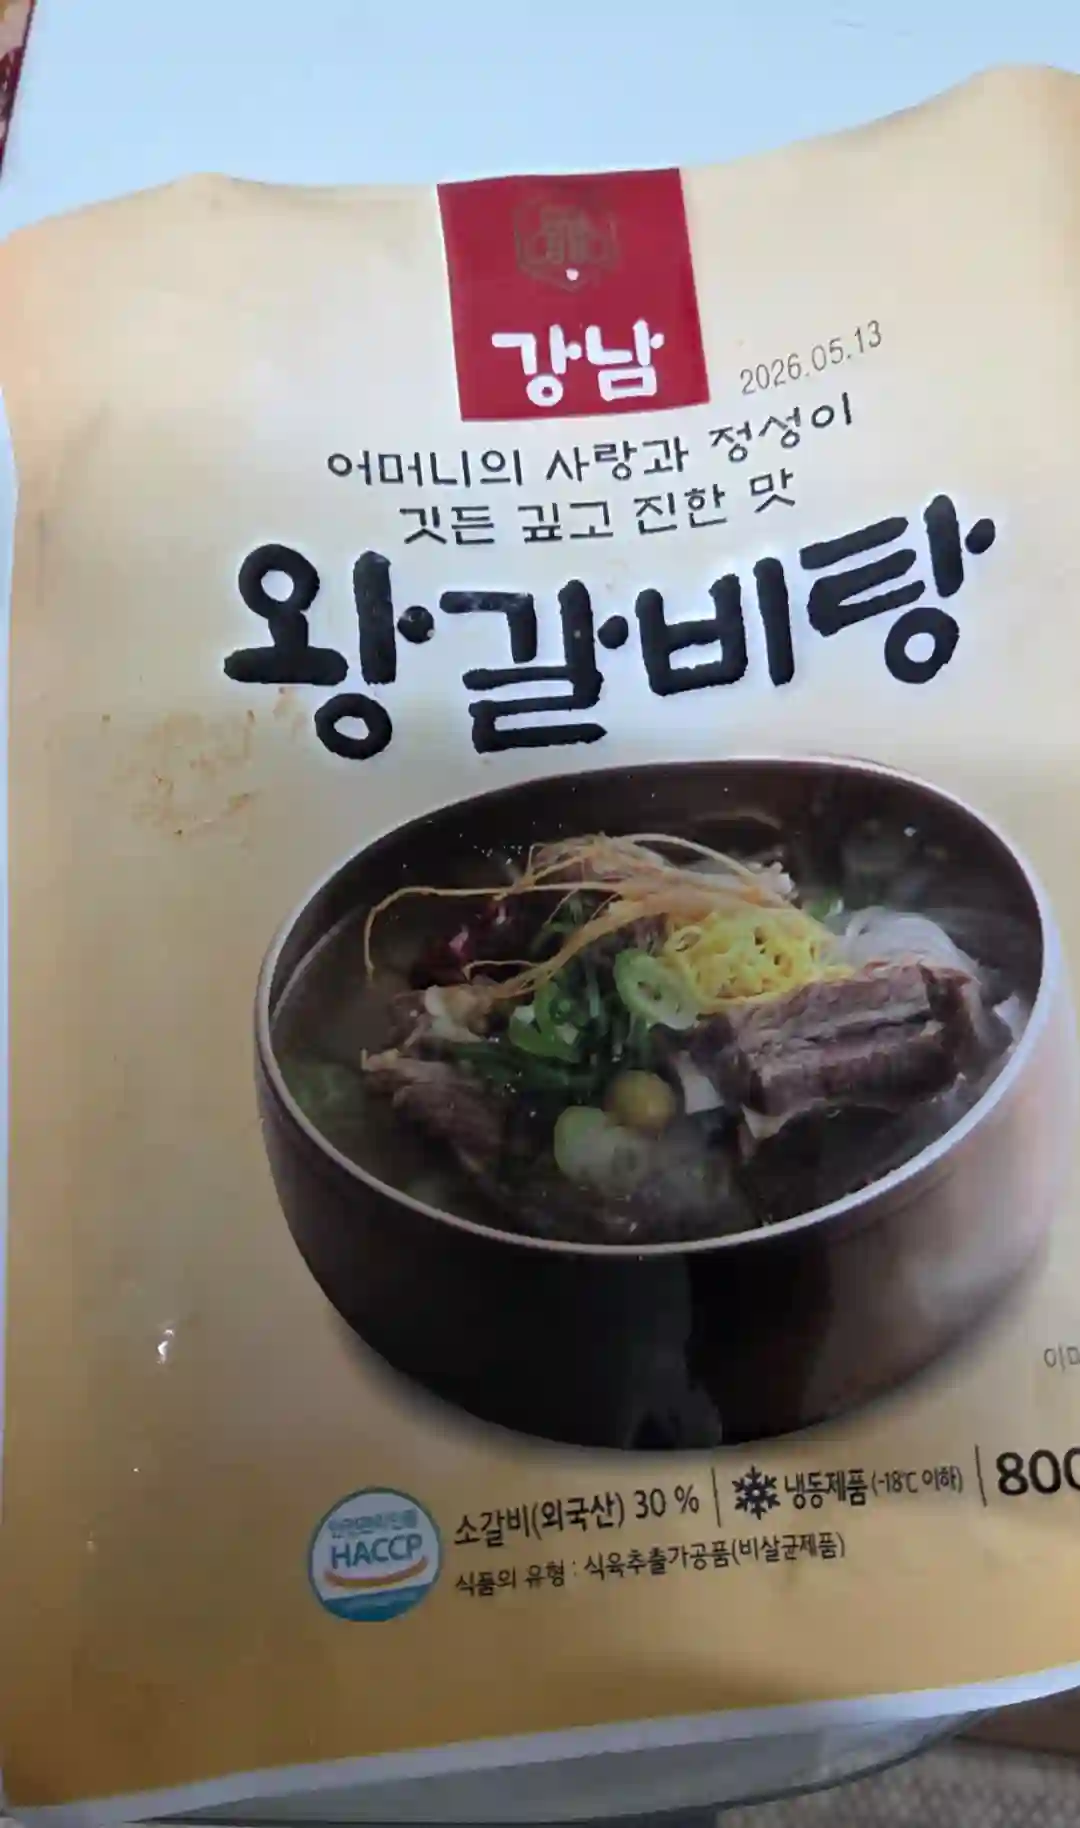 강남
2026.05.13
어머니의 사랑과 정성이
깃든 깊고 진한 맛
왕갈비탕
소갈비(외국산) 30 % | 냉동제품(-18℃ 이하) | 800
HACCP
식품의 유형 : 식육추출가공품(비살균제품)